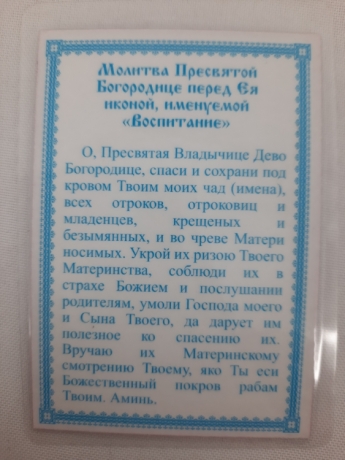 Молитва Пресвятой
Богородице перед Ея
иконой, именуемой
«Воспитание»
О, Пресвятая Владычице Дево
Богородице, спаси и сохрани под
кровом Твоим моих чад (имена),
всех отроков, отроковиц и
младенцев, крещеных и
безымянных, и во чреве Матери
носимых. Укрой их ризою Твоего
Материнства, соблюди их в
страхе Божием и послушании
родителям, умоли Господа моего
и Сына Твоего, да дарует им
полезное ко спасению их.
Вручаю их Материнскому
смотрению Твоему, яко Ты еси
Божественный покров рабам
Твоим. Аминь.